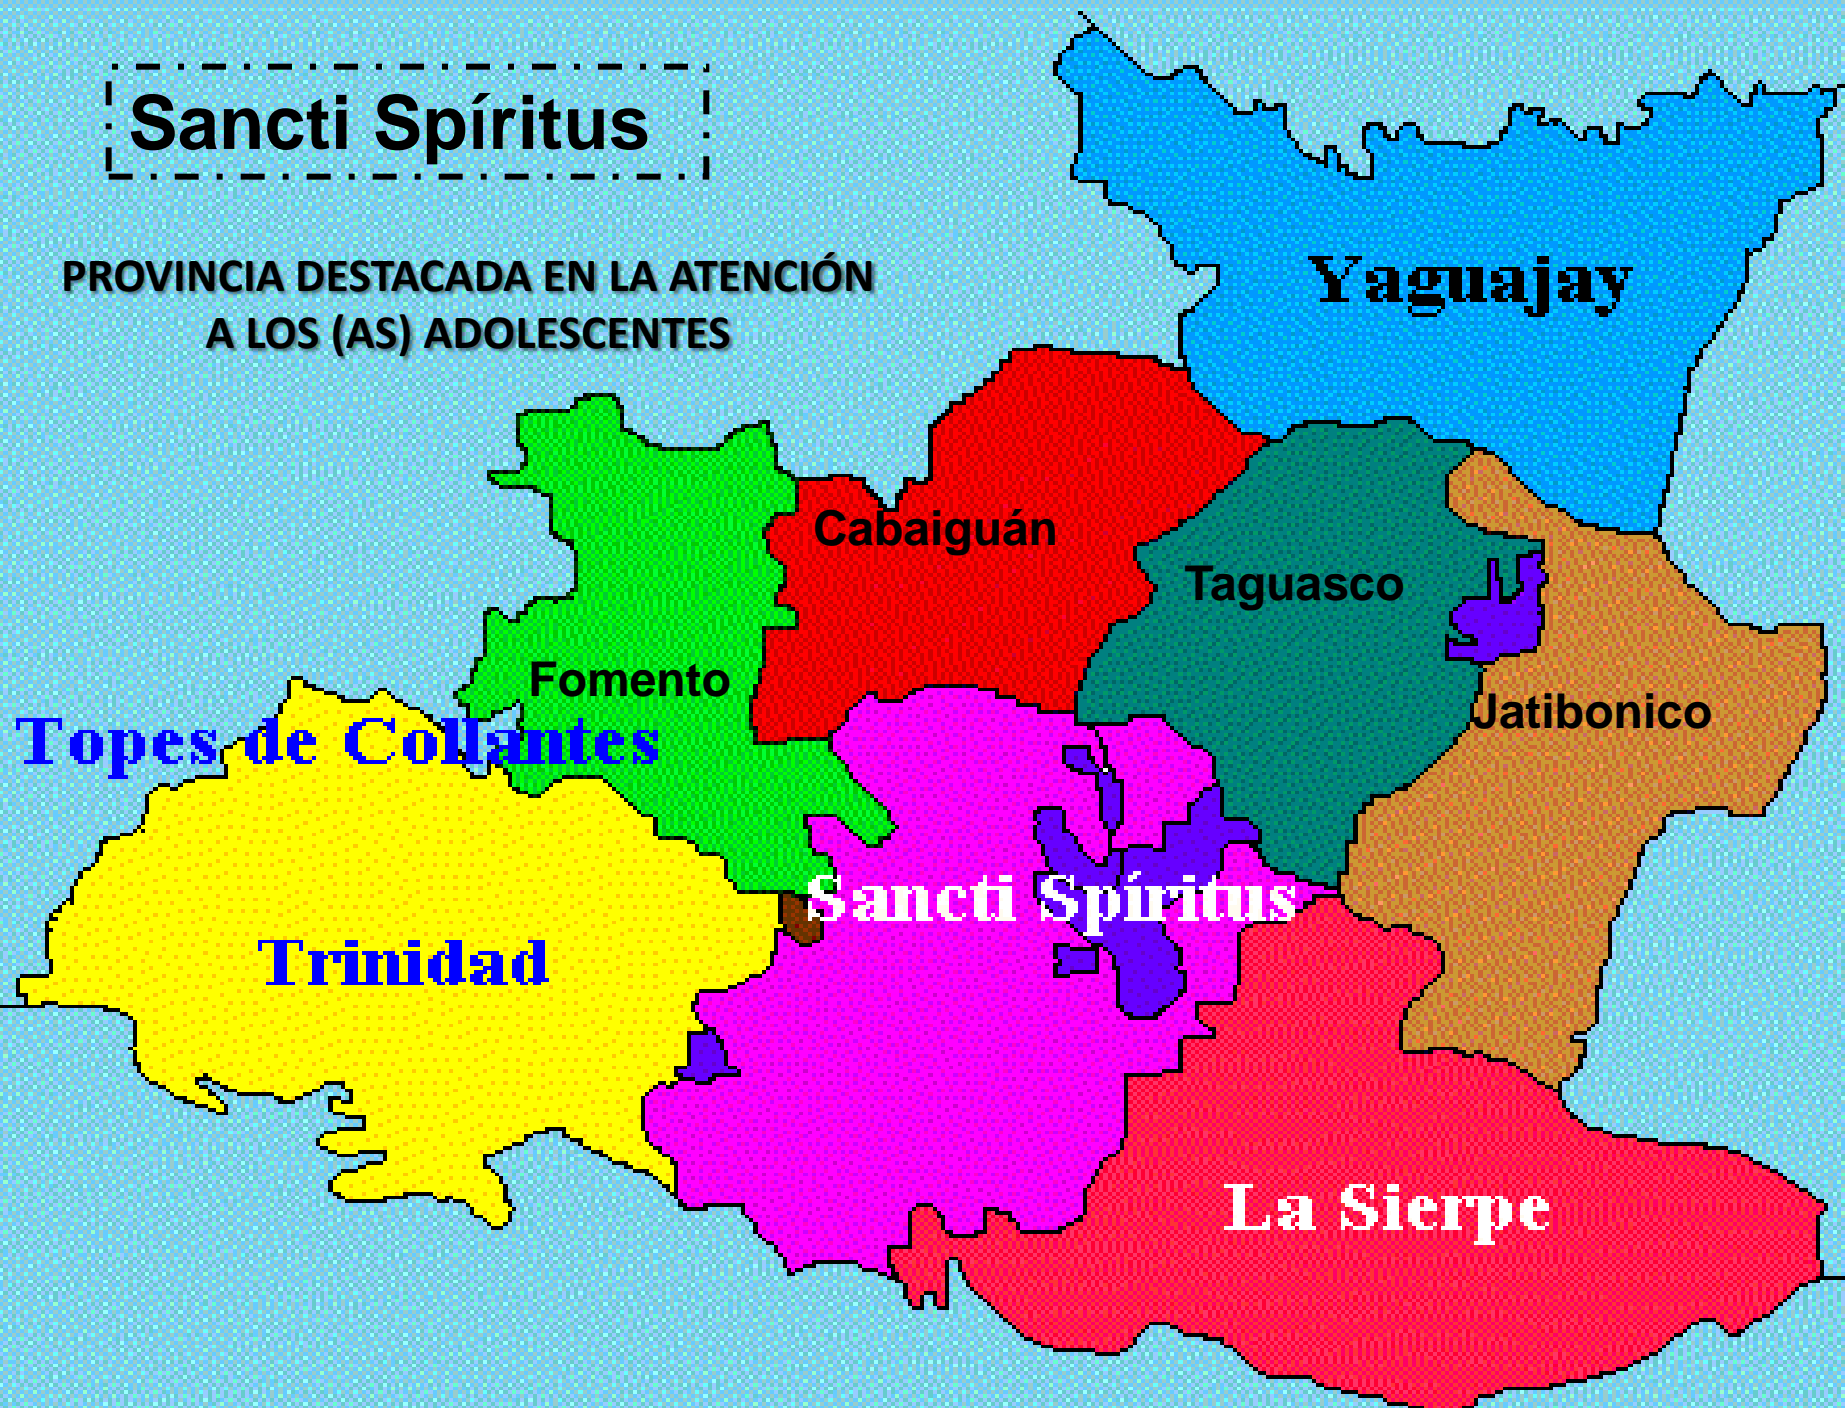 Sancti Spíritus
PROVINCIA DESTACADA EN LA ATENCIÓN
A LOS (AS) ADOLESCENTES
Yaguajay
Cabaiguán
Taguasco
Fomento
Jatibonico
Topes de Collantes
Sancti Spíritus
Trinidad
La Sierpe